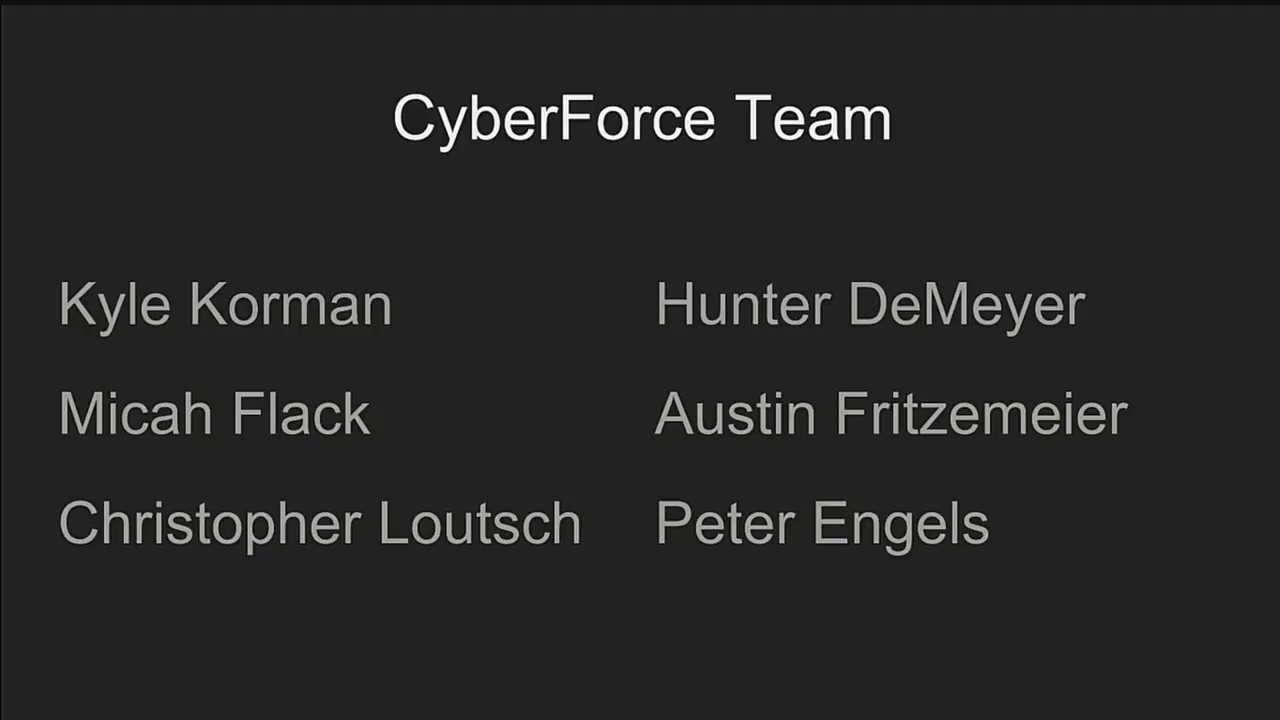 CyberForce Team
Kyle Korman
Micah Flack
Christopher Loutsch
Hunter DeMeyer
Austin Fritzemeier
Peter Engels